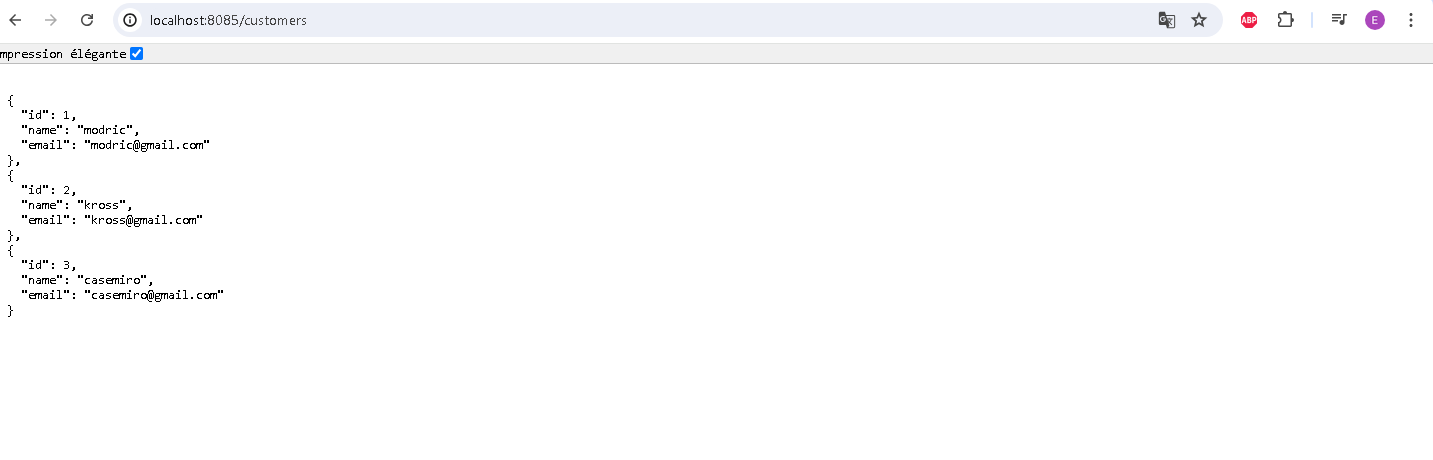 localhost:8085/customers
ABP
E
mpression élégante
{
"id": 1,
"name": "modric",
"email": "modric@gmail.com"
},
{
"id": 2,
"name": "kross",
"email": "kross@gmail.com"
},
{
"id": 3,
"name": "casemiro",
"email": "casemiro@gmail.com"
}